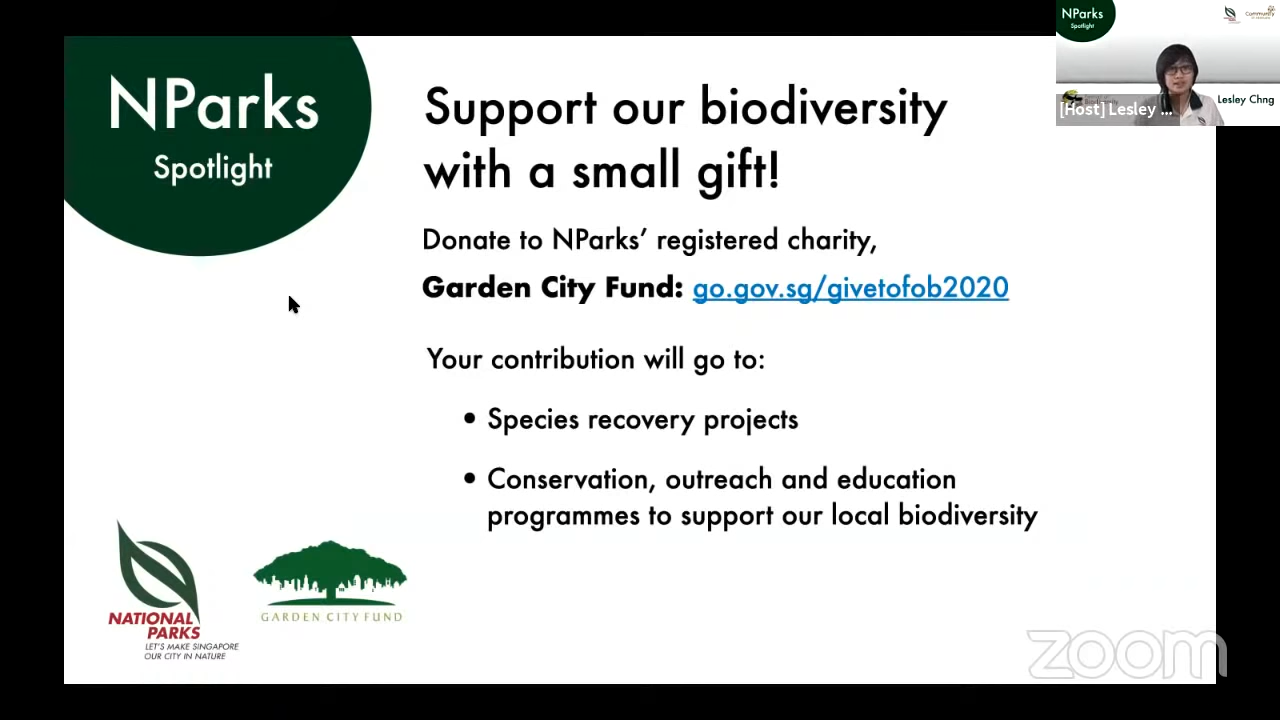 NParks
Spotlight
Support our biodiversity
with a small gift!
Donate to NParks’ registered charity,
Garden City Fund: go.gov.sg/givetofob2020
Your contribution will go to:
• Species recovery projects
• Conservation, outreach and education
programmes to support our local biodiversity
NATIONAL
PARKS
LET'S MAKE SINGAPORE
OUR CITY IN NATURE
GARDEN CITY FUND
NParks
Spotlight
Community
Lesley Chng
[Host] Lesley ...
zoom